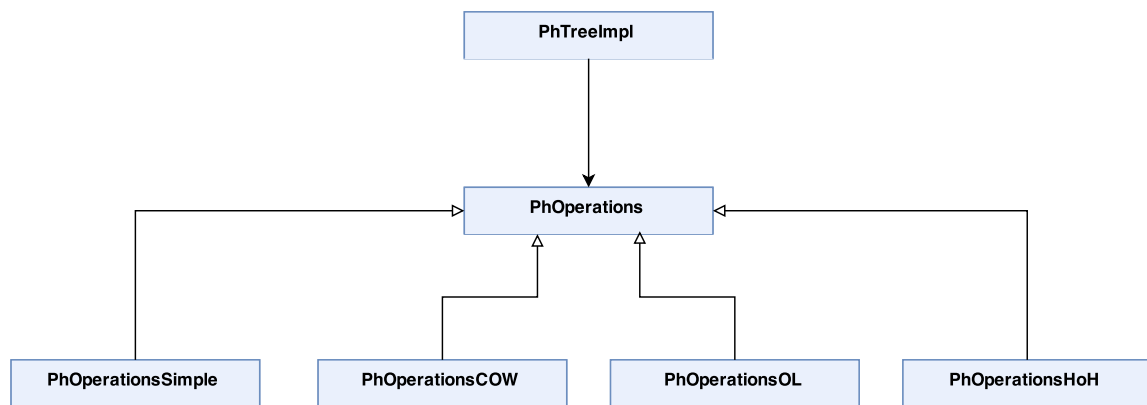 PhTreeImpl
PhOperations
PhOperationsSimple
PhOperationsCOW
PhOperationsOL
PhOperationsHoH